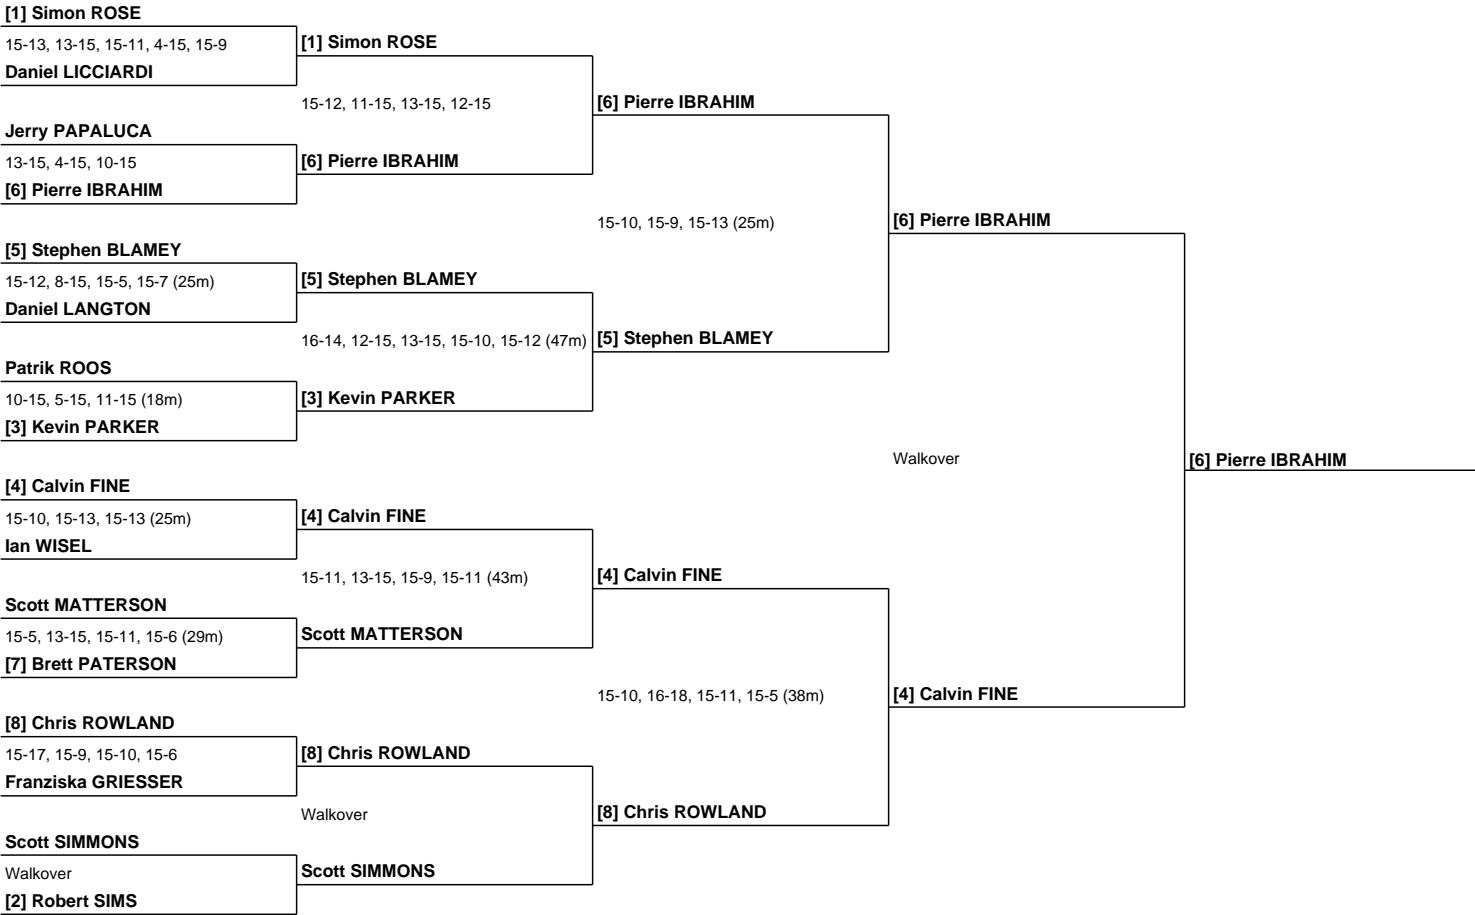 [1] Simon ROSE
15-13, 13-15, 15-11, 4-15, 15-9
Daniel LICCIARDI
Jerry PAPALUCA
13-15, 4-15, 10-15
[6] Pierre IBRAHIM
[5] Stephen BLAMEY
15-12, 8-15, 15-5, 15-7 (25m)
Daniel LANGTON
Patrik ROOS
10-15, 5-15, 11-15 (18m)
[3] Kevin PARKER
[4] Calvin FINE
15-10, 15-13, 15-13 (25m)
Ian WISEL
Scott MATTERSON
15-5, 13-15, 15-11, 15-6 (29m)
[7] Brett PATERSON
[8] Chris ROWLAND
15-17, 15-9, 15-10, 15-6
Franziska GRIESSER
Scott SIMMONS
Walkover
[2] Robert SIMS
[1] Simon ROSE
15-12, 11-15, 13-15, 12-15
[6] Pierre IBRAHIM
[5] Stephen BLAMEY
16-14, 12-15, 13-15, 15-10, 15-12 (47m)
[3] Kevin PARKER
[4] Calvin FINE
15-11, 13-15, 15-9, 15-11 (43m)
Scott MATTERSON
[8] Chris ROWLAND
Walkover
Scott SIMMONS
[6] Pierre IBRAHIM
15-10, 15-9, 15-13 (25m)
[5] Stephen BLAMEY
[4] Calvin FINE
15-10, 16-18, 15-11, 15-5 (38m)
[8] Chris ROWLAND
[6] Pierre IBRAHIM
Walkover
[4] Calvin FINE
[6] Pierre IBRAHIM